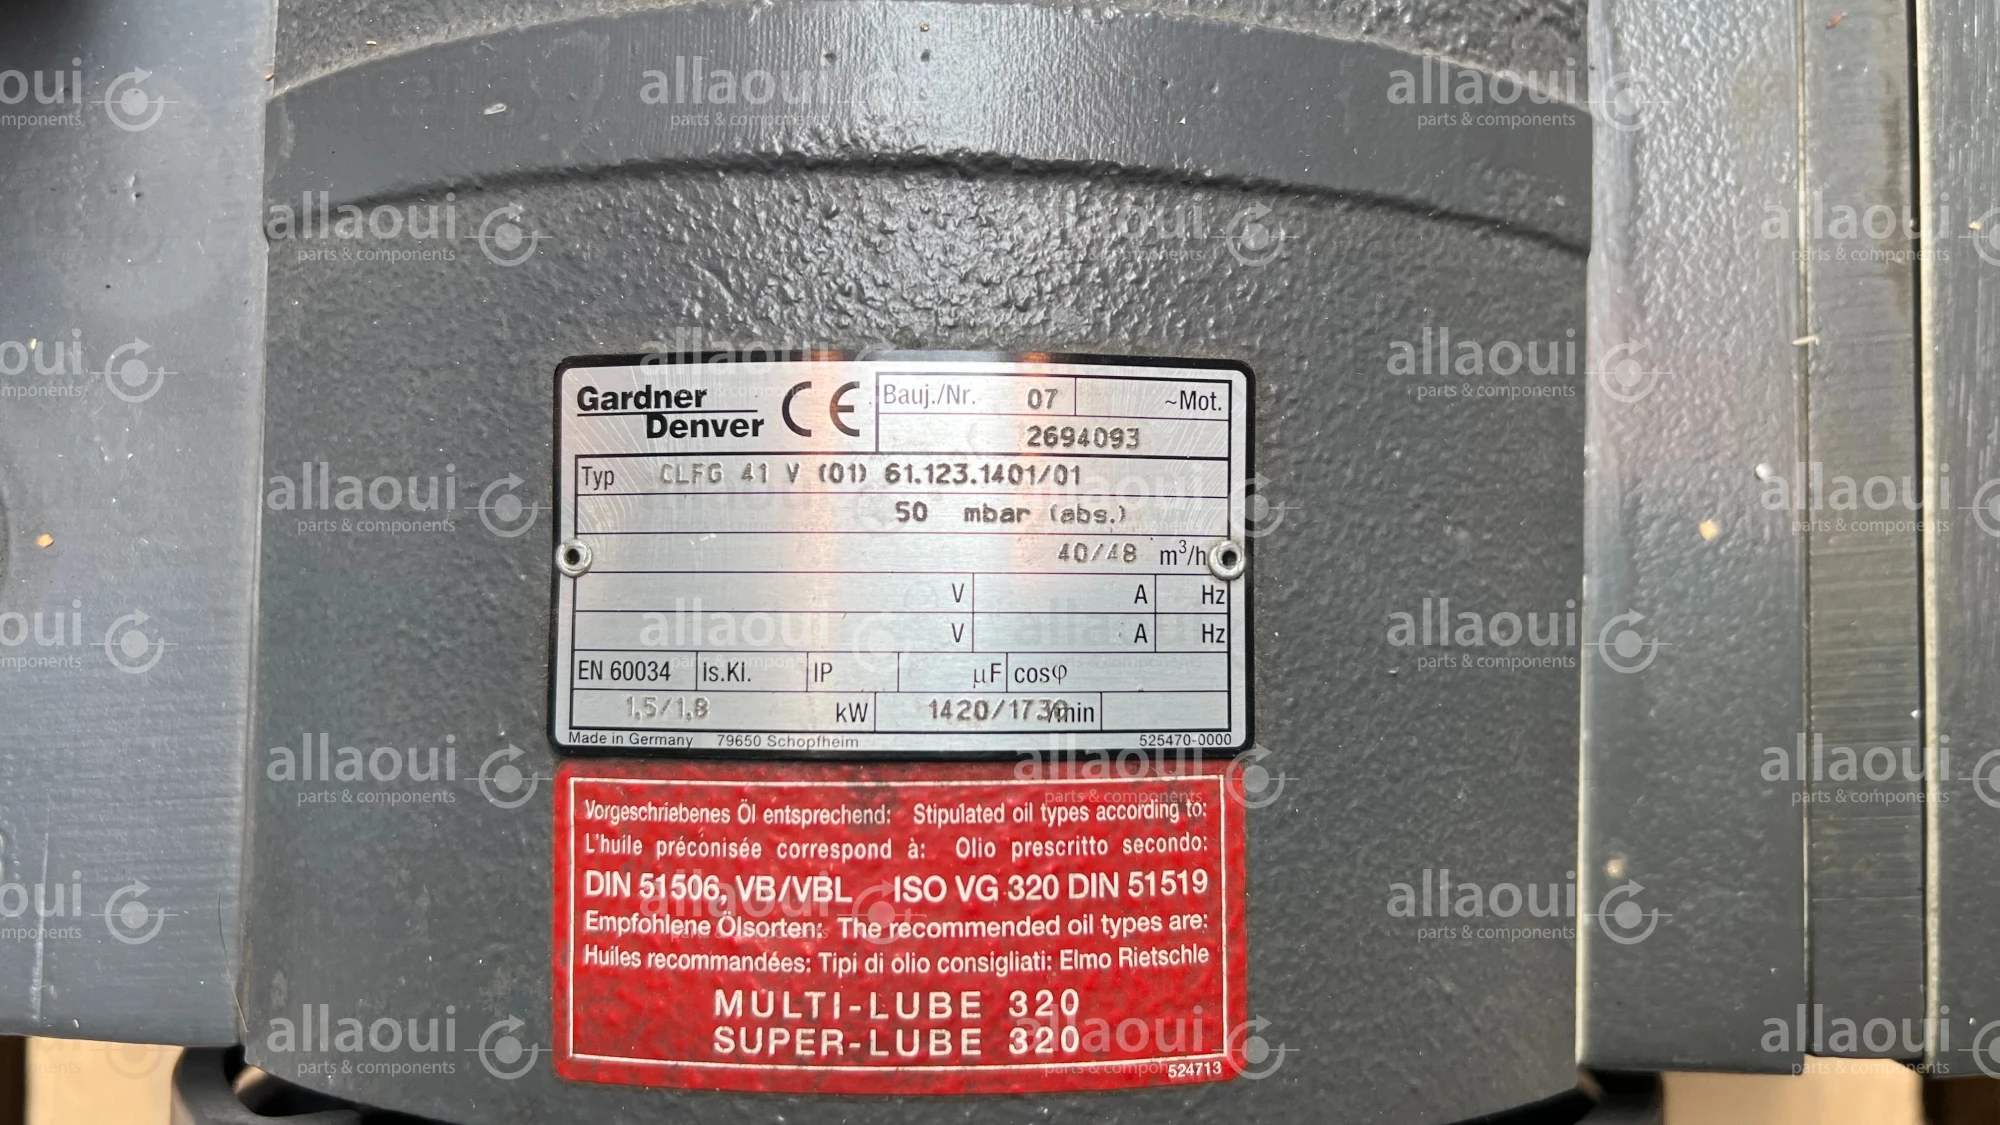 Gardner
Denver
CE
Bauj./Nr. 07 ~Mot.
2694093
Typ CLFG 41 V (01) 61.123.1401/01
50 mbar (abs.)
40/48 m³/h
V A Hz
V A Hz
EN 60034 Is.Kl. IP µF cosφ
1,5/1,8 kW 1420/1730 /min
Made in Germany 79650 Schopfheim 525470-0000
Vorgeschriebenes Öl entsprechend: Stipulated oil types according to:
L'huile préconisée correspond à: Olio prescritto secondo:
DIN 51506, VB/VBL ISO VG 320 DIN 51519
Empfohlene Ölsorten: The recommended oil types are:
Huiles recommandées: Tipi di olio consigliati: Elmo Rietschle
MULTI-LUBE 320
SUPER-LUBE 320
524713
allaoui
parts & components